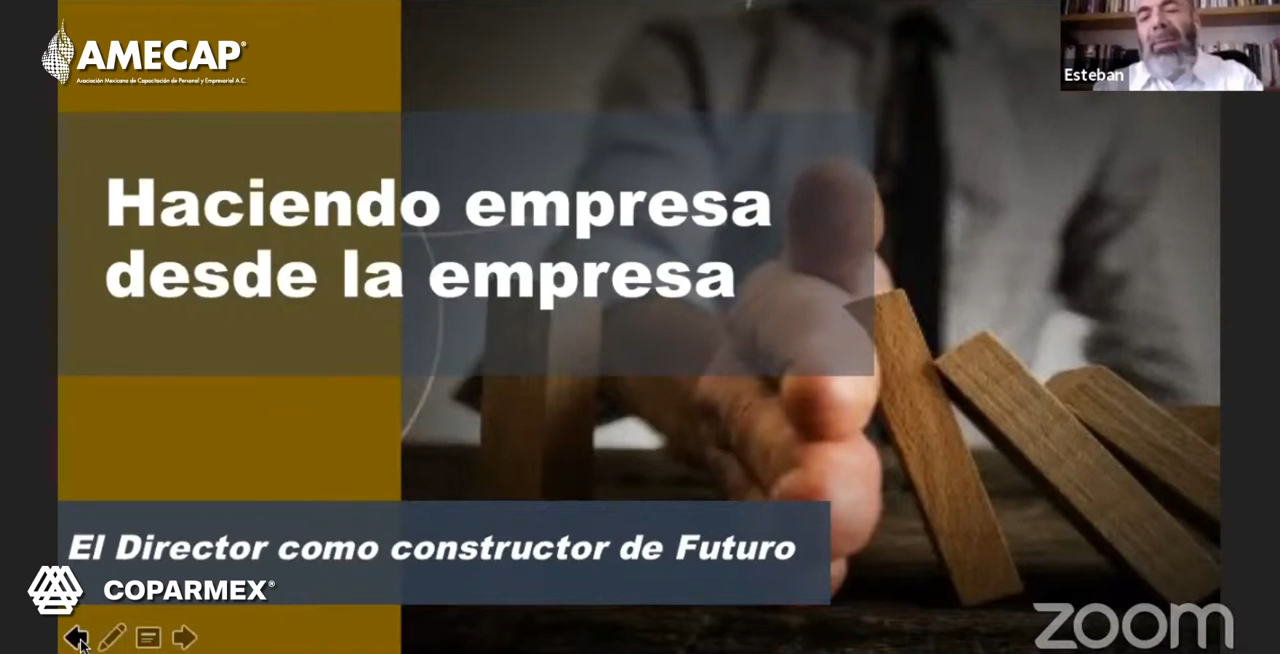 AMECAP®
Asociación Mexicana de Capacitación de Personal y Empresarial A.C.
Esteban
Haciendo empresa
desde la empresa
El Director como constructor de Futuro
COPARMEX®
zoom